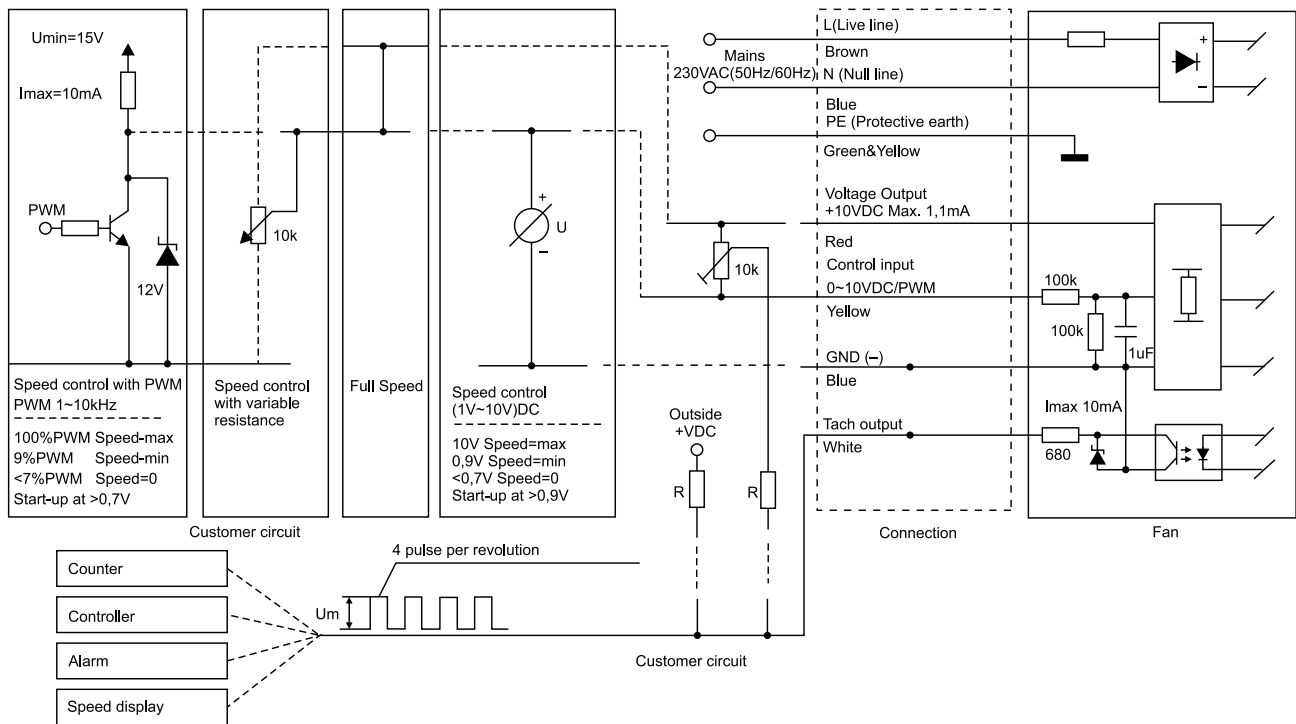 Umin=15V
Imax=10mA
PWM
12V
Speed control with PWM
PWM 1~10kHz
100%PWM Speed-max
9%PWM Speed-min
<7%PWM Speed=0
Start-up at >0,7V
10k
Speed control
with variable
resistance
Full Speed
+
U
−
Speed control
(1V~10V)DC
10V Speed=max
0,9V Speed=min
<0,7V Speed=0
Start-up at >0,9V
Customer circuit
Mains
230VAC(50Hz/60Hz)
L(Live line)
Brown
N (Null line)
Blue
PE (Protective earth)
Green&Yellow
Voltage Output
+10VDC Max. 1,1mA
Red
Control input
0~10VDC/PWM
Yellow
GND (−)
Blue
Tach output
White
Connection
10k
Outside
+VDC
R
R
+
−
100k
100k
1uF
Imax 10mA
680
Fan
Counter
Controller
Alarm
Speed display
4 pulse per revolution
Um
Customer circuit